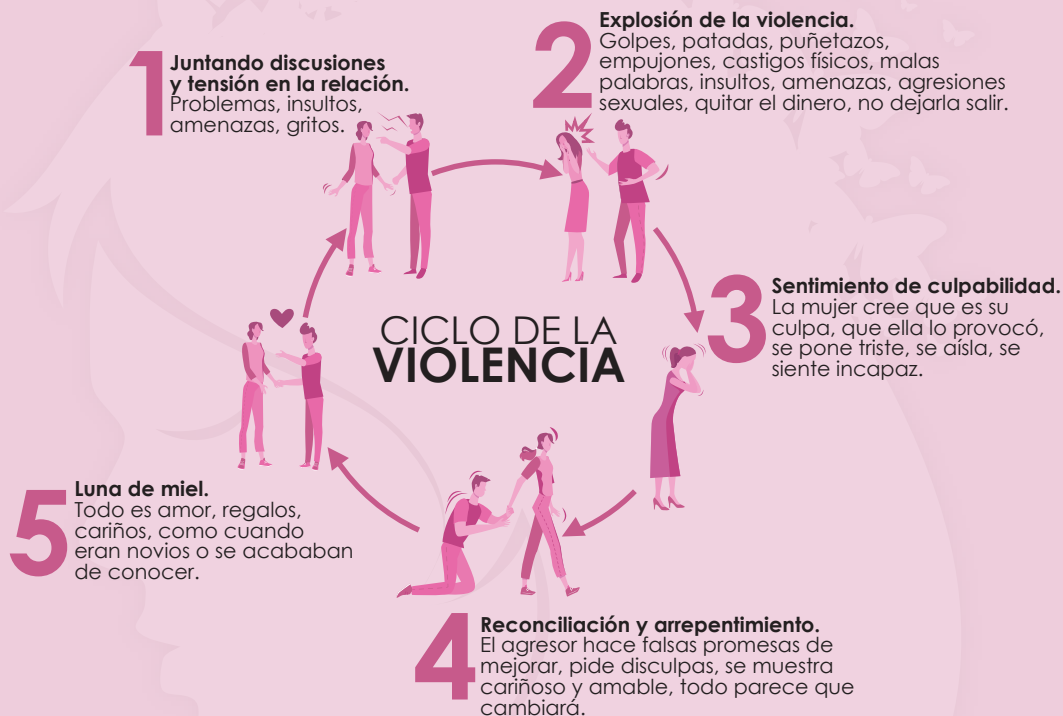 1
Juntando discusiones
y tensión en la relación.
Problemas, insultos,
amenazas, gritos.
2
Explosión de la violencia.
Golpes, patadas, puñetazos,
empujones, castigos físicos, malas
palabras, insultos, amenazas, agresiones
sexuales, quitar el dinero, no dejarla salir.
3
Sentimiento de culpabilidad.
La mujer cree que es su
culpa, que ella lo provocó,
se pone triste, se aísla, se
siente incapaz.
CICLO DE LA
VIOLENCIA
5
Luna de miel.
Todo es amor, regalos,
cariños, como cuando
eran novios o se acababan
de conocer.
4
Reconciliación y arrepentimiento.
El agresor hace falsas promesas de
mejorar, pide disculpas, se muestra
cariñoso y amable, todo parece que
cambiará.